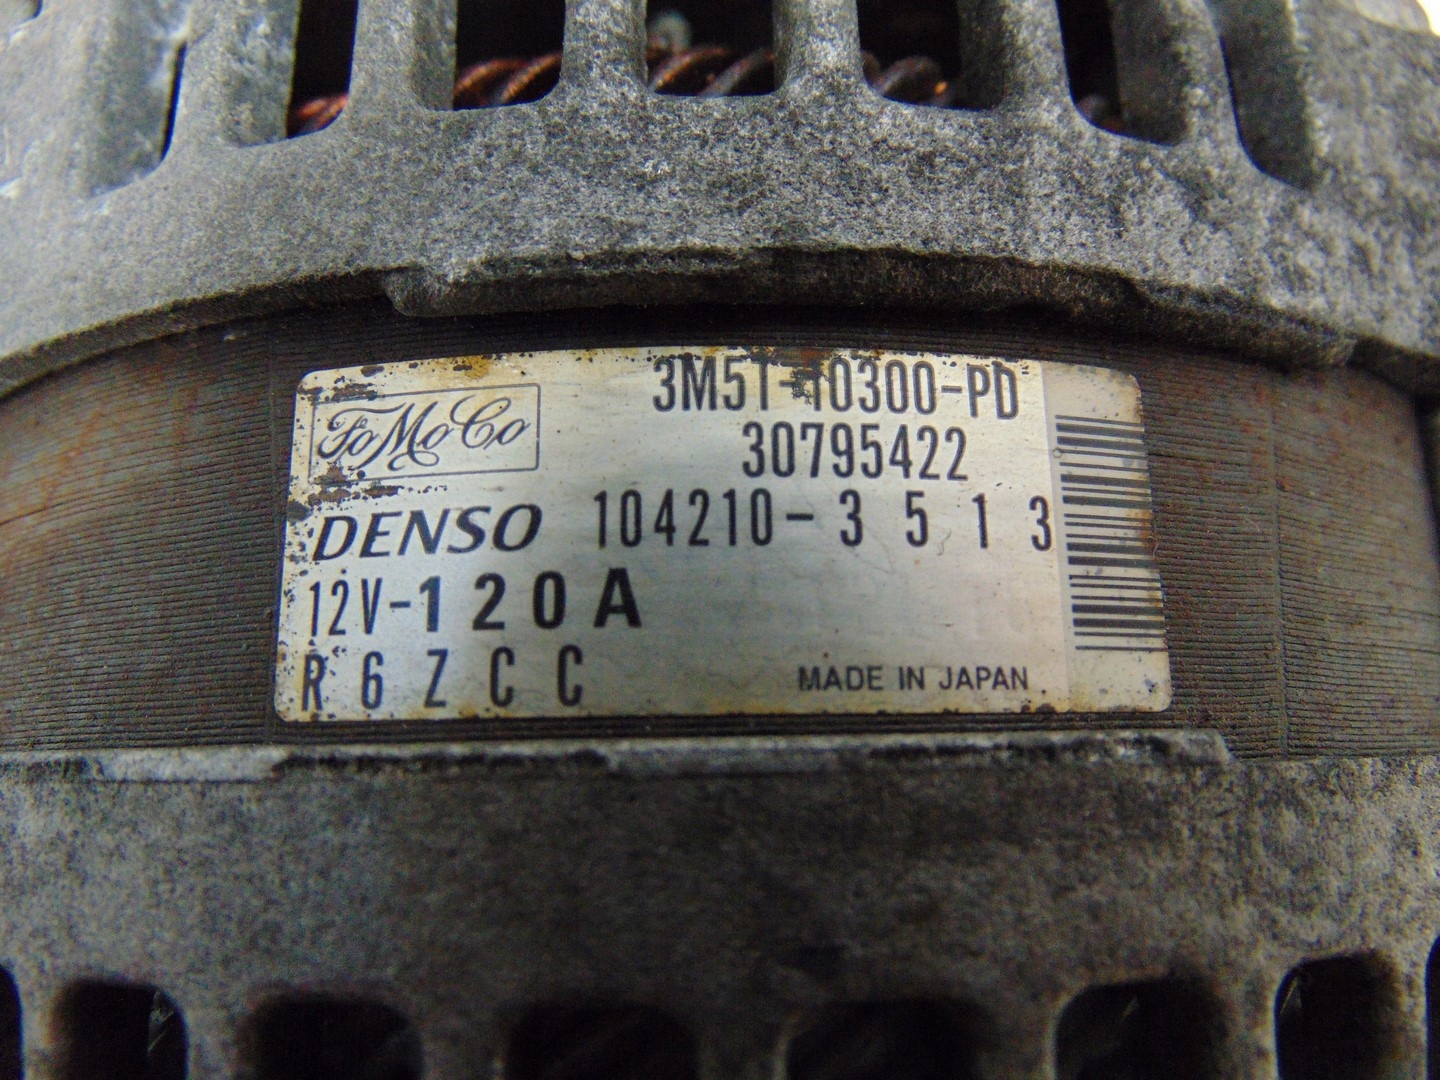 FoMoCo
3M5T-10300-PD
30795422
DENSO 104210-3513
12V-120A
R6ZCC
MADE IN JAPAN